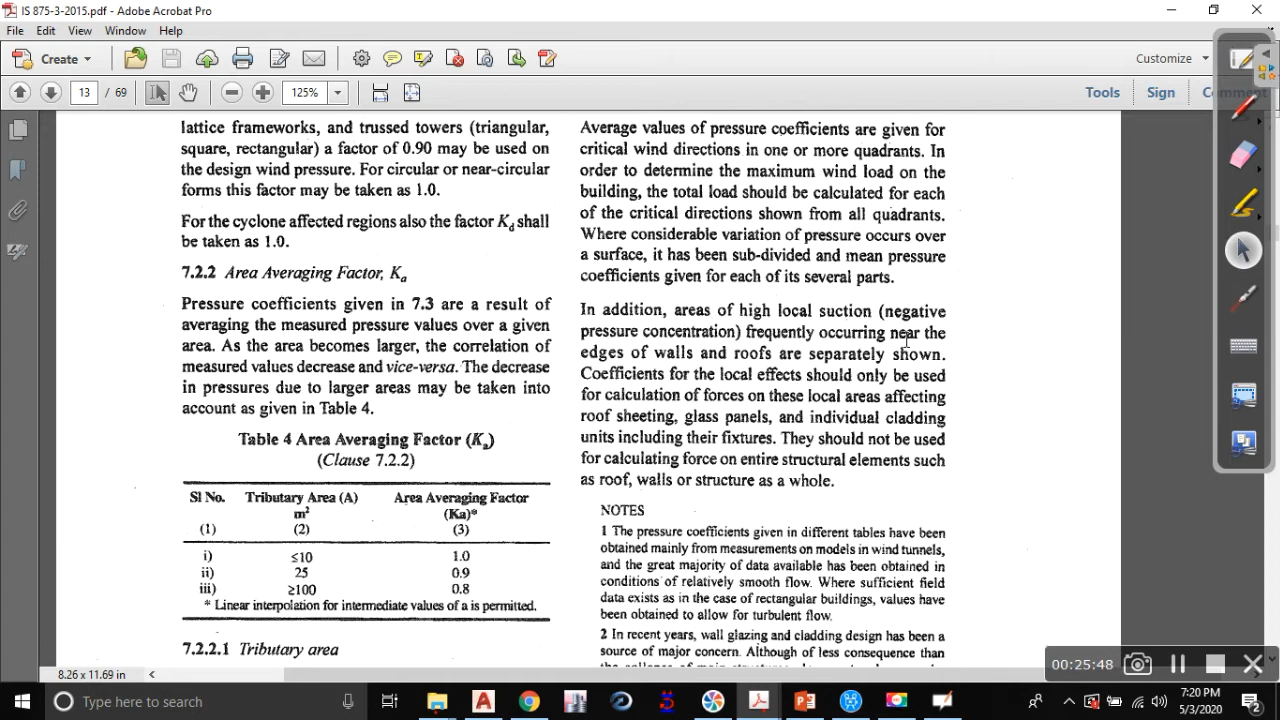 IS 875-3-2015.pdf - Adobe Acrobat Pro
File Edit View Window Help
Create
Customize
13 / 69
125%
Tools Sign Comment
lattice frameworks, and trussed towers (triangular,
square, rectangular) a factor of 0.90 may be used on
the design wind pressure. For circular or near-circular
forms this factor may be taken as 1.0.
For the cyclone affected regions also the factor Kd shall
be taken as 1.0.
7.2.2 Area Averaging Factor, Ka
Pressure coefficients given in 7.3 are a result of
averaging the measured pressure values over a given
area. As the area becomes larger, the correlation of
measured values decrease and vice-versa. The decrease
in pressures due to larger areas may be taken into
account as given in Table 4.
Table 4 Area Averaging Factor (Ka)
(Clause 7.2.2)
Sl No. Tributary Area (A) Area Averaging Factor
m² (Ka)*
(1) (2) (3)
i) ≤10 1.0
ii) 25 0.9
iii) ≥100 0.8
* Linear interpolation for intermediate values of a is permitted.
7.2.2.1 Tributary area
Average values of pressure coefficients are given for
critical wind directions in one or more quadrants. In
order to determine the maximum wind load on the
building, the total load should be calculated for each
of the critical directions shown from all quadrants.
Where considerable variation of pressure occurs over
a surface, it has been sub-divided and mean pressure
coefficients given for each of its several parts.
In addition, areas of high local suction (negative
pressure concentration) frequently occurring near the
edges of walls and roofs are separately shown.
Coefficients for the local effects should only be used
for calculation of forces on these local areas affecting
roof sheeting, glass panels, and individual cladding
units including their fixtures. They should not be used
for calculating force on entire structural elements such
as roof, walls or structure as a whole.
NOTES
1 The pressure coefficients given in different tables have been
obtained mainly from measurements on models in wind tunnels,
and the great majority of data available has been obtained in
conditions of relatively smooth flow. Where sufficient field
data exists as in the case of rectangular buildings, values have
been obtained to allow for turbulent flow.
2 In recent years, wall glazing and cladding design has been a
source of major concern. Although of less consequence than
8.26 x 11.69 in
00:25:48
Type here to search
7:20 PM
5/3/2020
2